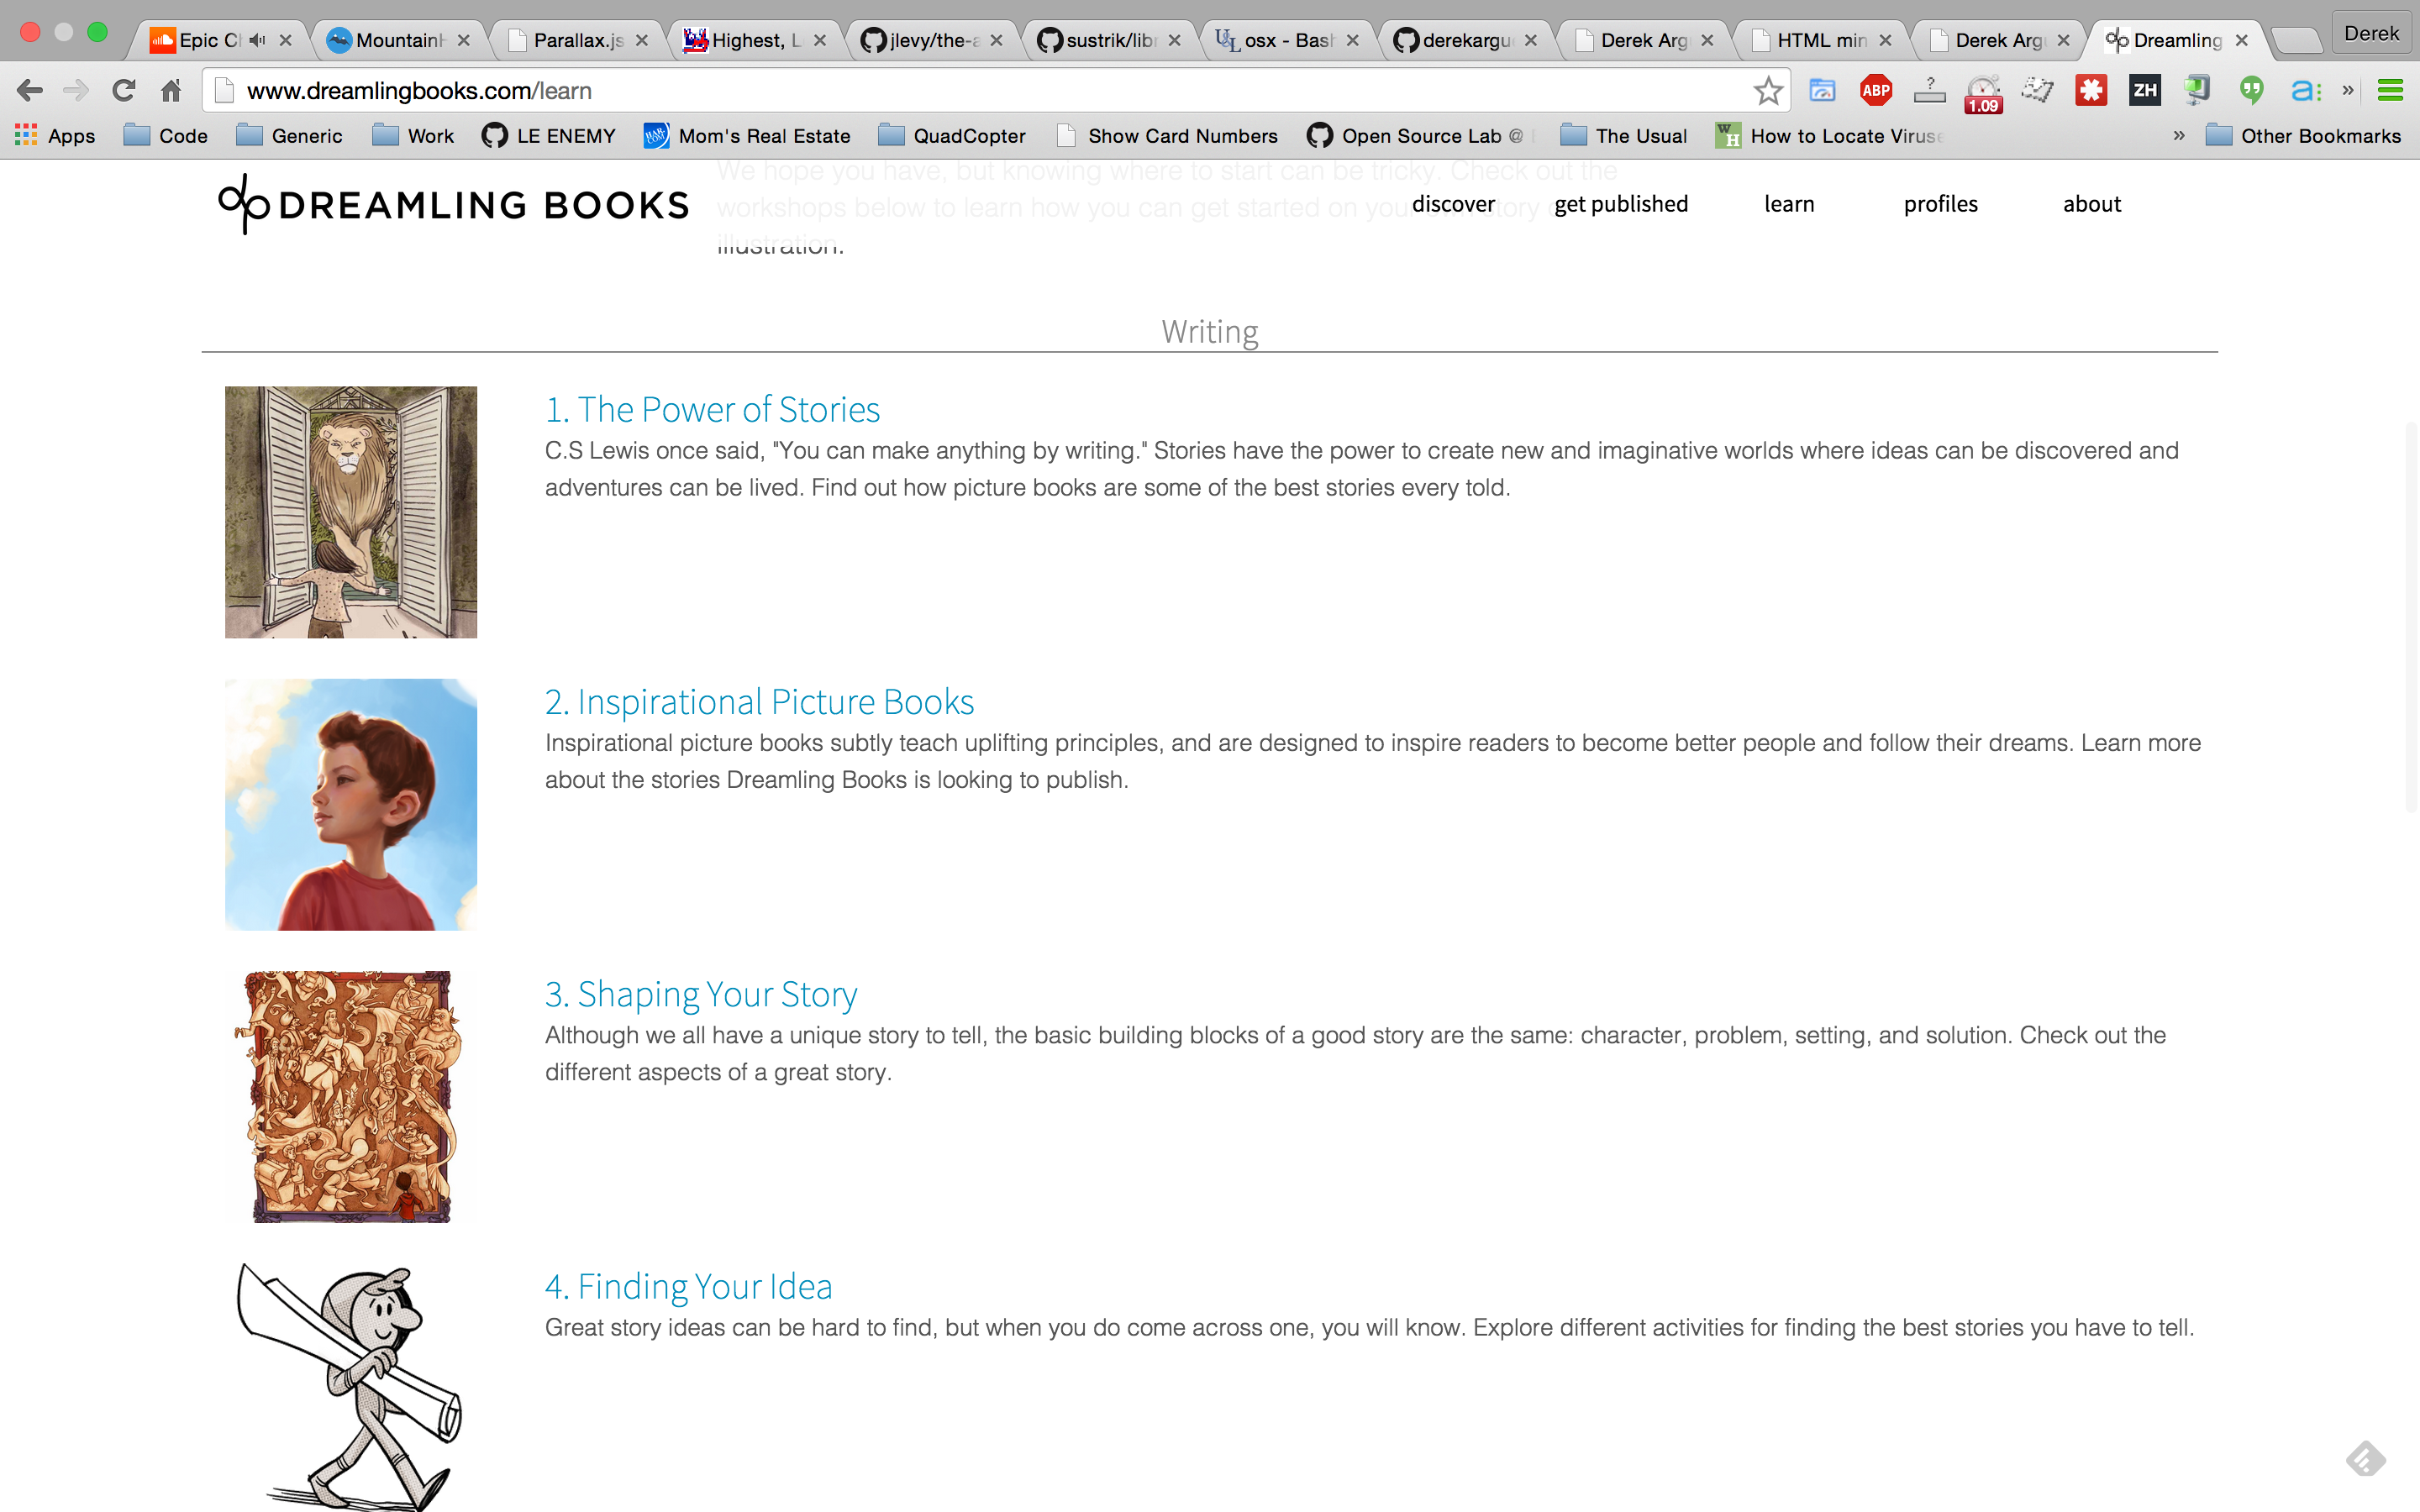 Epic C
Mountain
Parallax.js
Highest, L
jlevy/the-a
sustrik/lib
osx - Bash
derekargu
Derek Arg
HTML min
Derek Arg
Dreamling
Derek
www.dreamlingbooks.com/learn
ABP
?
1.09
ZH
a:
»
Apps
Code
Generic
Work
LE ENEMY
Mom's Real Estate
QuadCopter
Show Card Numbers
Open Source Lab @
The Usual
How to Locate Viruse
»
Other Bookmarks
We hope you have, but knowing where to start can be tricky. Check out the
workshops below to learn how you can get started on your story
illustration.
DREAMLING BOOKS
discover
get published
learn
profiles
about
Writing
1. The Power of Stories
C.S Lewis once said, "You can make anything by writing." Stories have the power to create new and imaginative worlds where ideas can be discovered and
adventures can be lived. Find out how picture books are some of the best stories every told.
2. Inspirational Picture Books
Inspirational picture books subtly teach uplifting principles, and are designed to inspire readers to become better people and follow their dreams. Learn more
about the stories Dreamling Books is looking to publish.
3. Shaping Your Story
Although we all have a unique story to tell, the basic building blocks of a good story are the same: character, problem, setting, and solution. Check out the
different aspects of a great story.
4. Finding Your Idea
Great story ideas can be hard to find, but when you do come across one, you will know. Explore different activities for finding the best stories you have to tell.